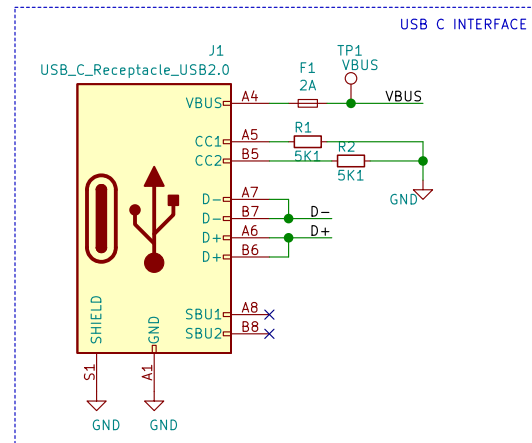 USB C INTERFACE
J1
USB_C_Receptacle_USB2.0
TP1
VBUS
F1
2A
VBUS A4 VBUS
CC1 A5 R1
5K1
CC2 B5 R2
5K1
GND
D- A7
D- B7 D-
D+ A6 D+
D+ B6
SBU1 A8
SBU2 B8
SHIELD GND
S1 A1
GND GND